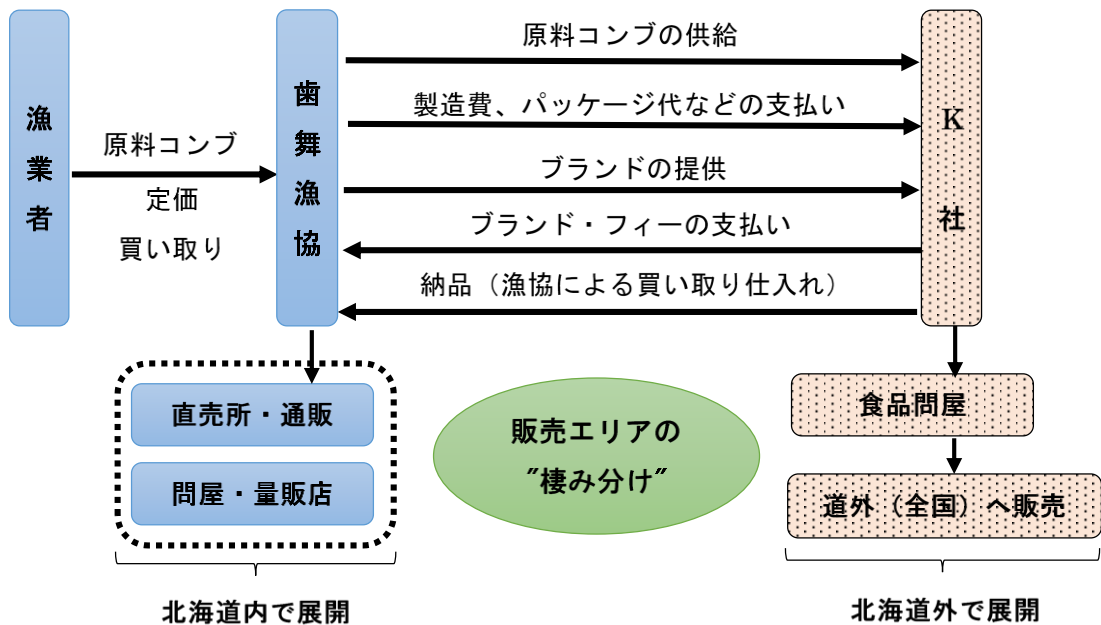 漁業者
原料コンブ
定価
買い取り
歯舞漁協
原料コンブの供給
製造費、パッケージ代などの支払い
ブランドの提供
ブランド・フィーの支払い
納品（漁協による買い取り仕入れ）
K社
直売所・通販
問屋・量販店
北海道内で展開
販売エリアの
"棲み分け"
食品問屋
道外（全国）へ販売
北海道外で展開